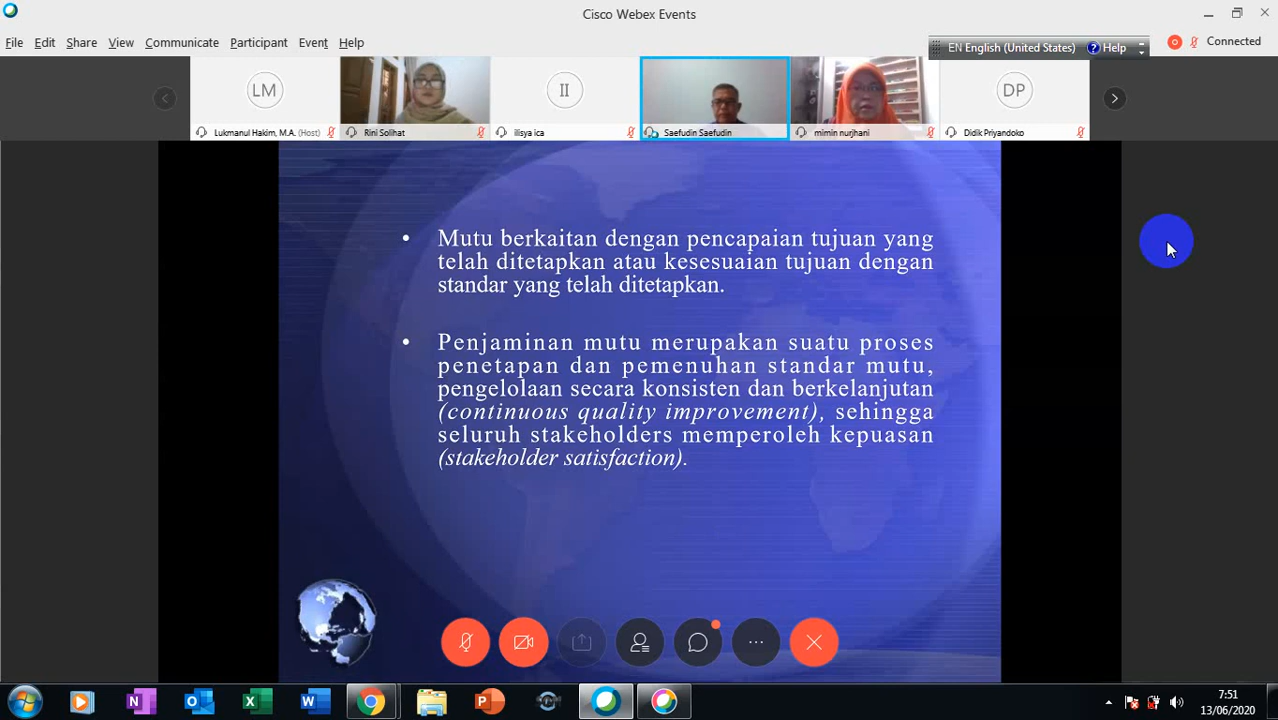 Cisco Webex Events
File Edit Share View Communicate Participant Event Help
EN English (United States) ? Help
Connected
LM
II
DP
Lukmanul Hakim, M.A. (Host)
Rini Solihat
ilisya ica
Saefudin Saefudin
mimin nurjhani
Didik Priyandoko
• Mutu berkaitan dengan pencapaian tujuan yang
telah ditetapkan atau kesesuaian tujuan dengan
standar yang telah ditetapkan.
• Penjaminan mutu merupakan suatu proses
penetapan dan pemenuhan standar mutu,
pengelolaan secara konsisten dan berkelanjutan
(continuous quality improvement), sehingga
seluruh stakeholders memperoleh kepuasan
(stakeholder satisfaction).
N
O
X
W
P
7:51
13/06/2020